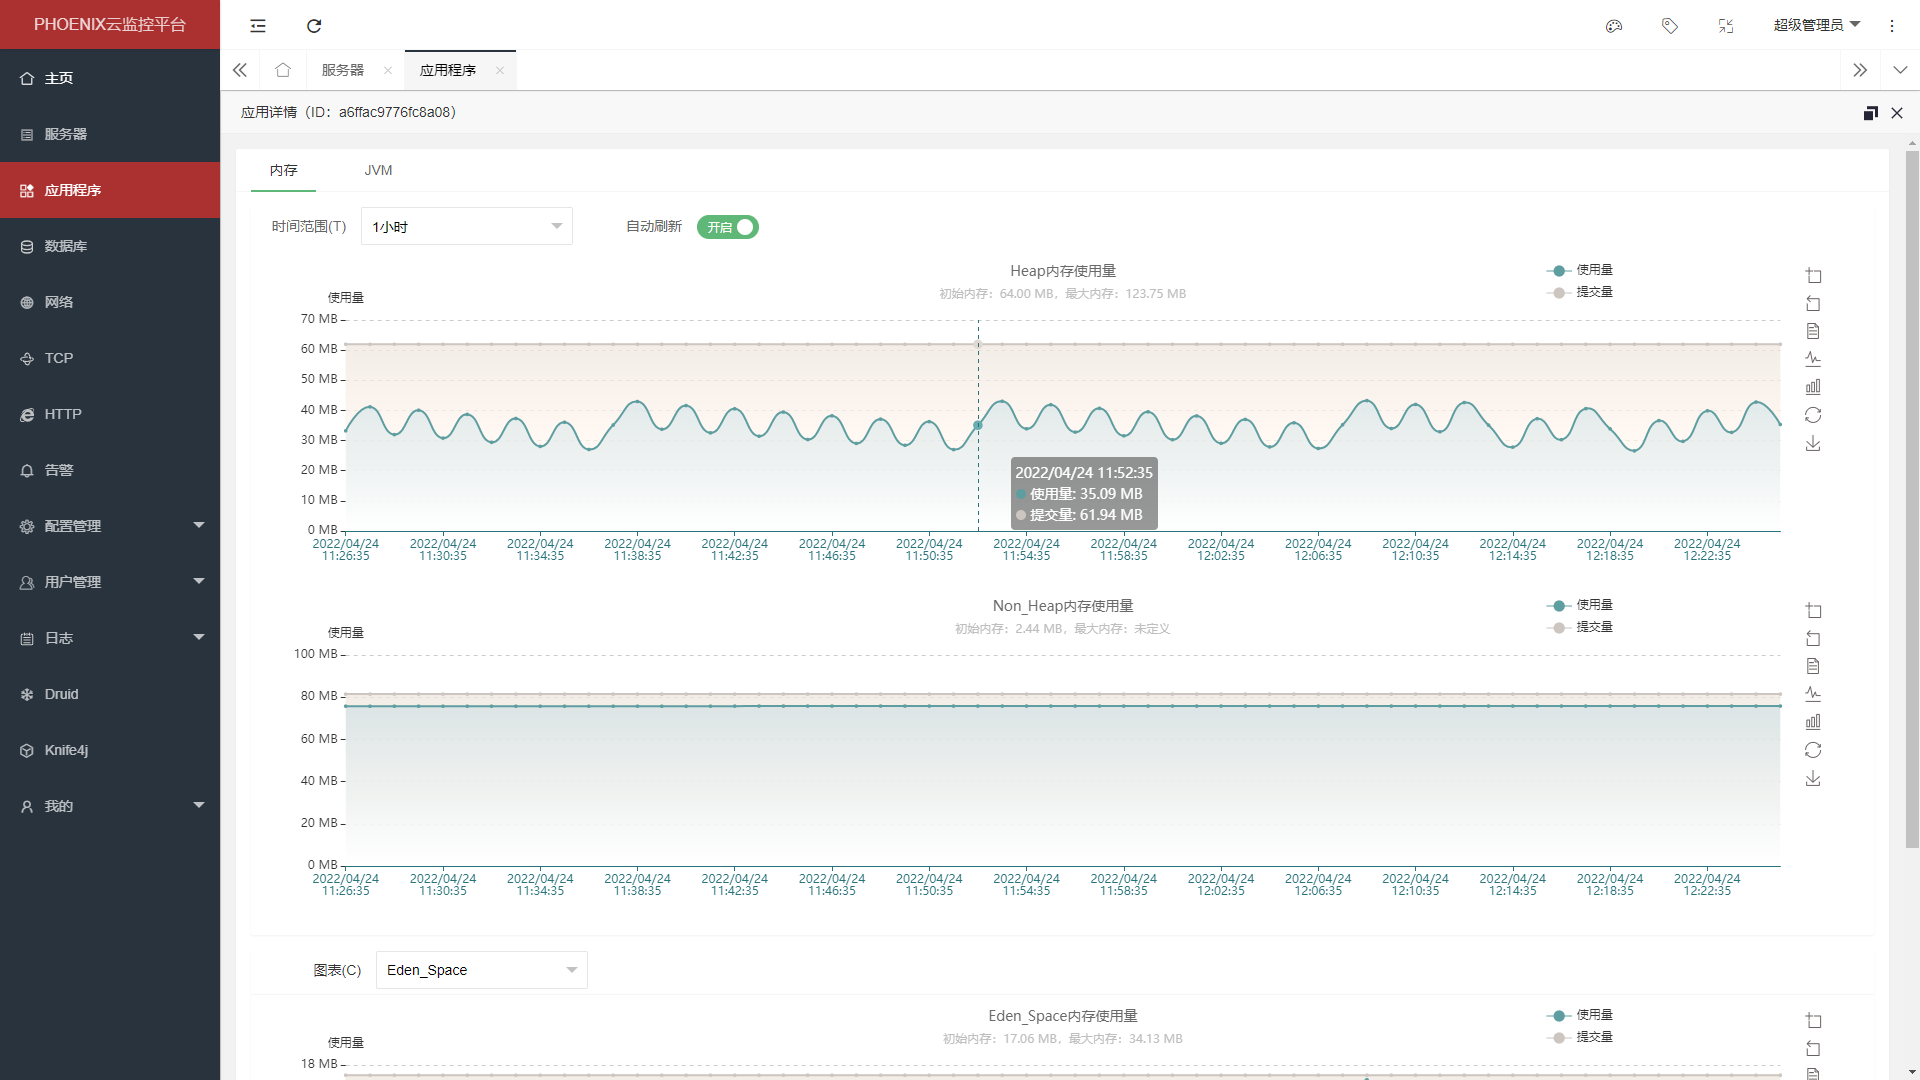 PHOENIX云监控平台
超级管理员
主页
服务器
应用程序
数据库
网络
TCP
HTTP
告警
配置管理
用户管理
日志
Druid
Knife4j
我的
服务器
应用程序
应用详情（ID：a6ffac9776fc8a08）
内存
JVM
时间范围(T)
1小时
自动刷新
开启
Heap内存使用量
初始内存：64.00 MB，最大内存：123.75 MB
使用量
提交量
使用量
70 MB
60 MB
50 MB
40 MB
30 MB
20 MB
10 MB
0 MB
2022/04/24 11:52:35
使用量: 35.09 MB
提交量: 61.94 MB
2022/04/24 2022/04/24 2022/04/24 2022/04/24 2022/04/24 2022/04/24 2022/04/24 2022/04/24 2022/04/24 2022/04/24 2022/04/24 2022/04/24 2022/04/24 2022/04/24 2022/04/24
11:26:35 11:30:35 11:34:35 11:38:35 11:42:35 11:46:35 11:50:35 11:54:35 11:58:35 12:02:35 12:06:35 12:10:35 12:14:35 12:18:35 12:22:35
Non_Heap内存使用量
初始内存：2.44 MB，最大内存：未定义
使用量
提交量
使用量
100 MB
80 MB
60 MB
40 MB
20 MB
0 MB
2022/04/24 2022/04/24 2022/04/24 2022/04/24 2022/04/24 2022/04/24 2022/04/24 2022/04/24 2022/04/24 2022/04/24 2022/04/24 2022/04/24 2022/04/24 2022/04/24 2022/04/24
11:26:35 11:30:35 11:34:35 11:38:35 11:42:35 11:46:35 11:50:35 11:54:35 11:58:35 12:02:35 12:06:35 12:10:35 12:14:35 12:18:35 12:22:35
图表(C)
Eden_Space
Eden_Space内存使用量
初始内存：17.06 MB，最大内存：34.13 MB
使用量
提交量
使用量
18 MB